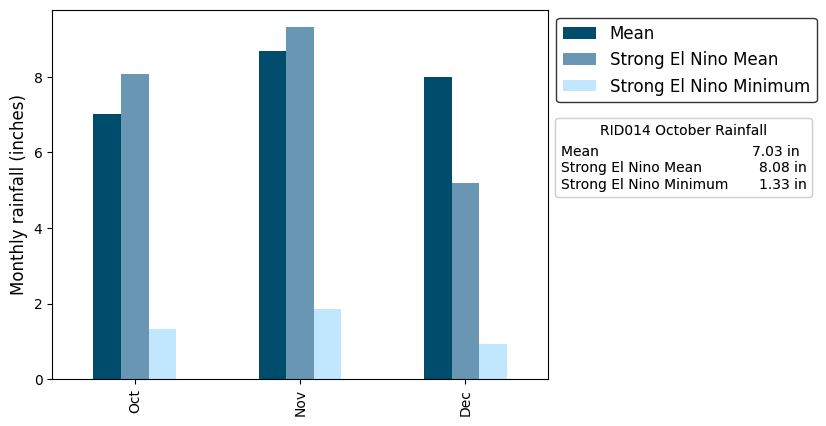 Monthly rainfall (inches)
8
6
4
2
0
Oct
Nov
Dec
Mean
Strong El Nino Mean
Strong El Nino Minimum
RID014 October Rainfall
Mean 7.03 in
Strong El Nino Mean 8.08 in
Strong El Nino Minimum 1.33 in